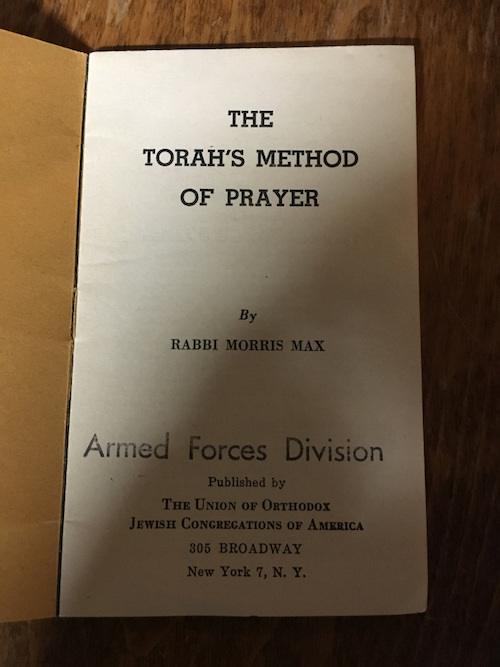 THE
TORAH'S METHOD
OF PRAYER
By
RABBI MORRIS MAX
Armed Forces Division
Published by
THE UNION OF ORTHODOX
JEWISH CONGREGATIONS OF AMERICA
305 BROADWAY
New York 7, N. Y.